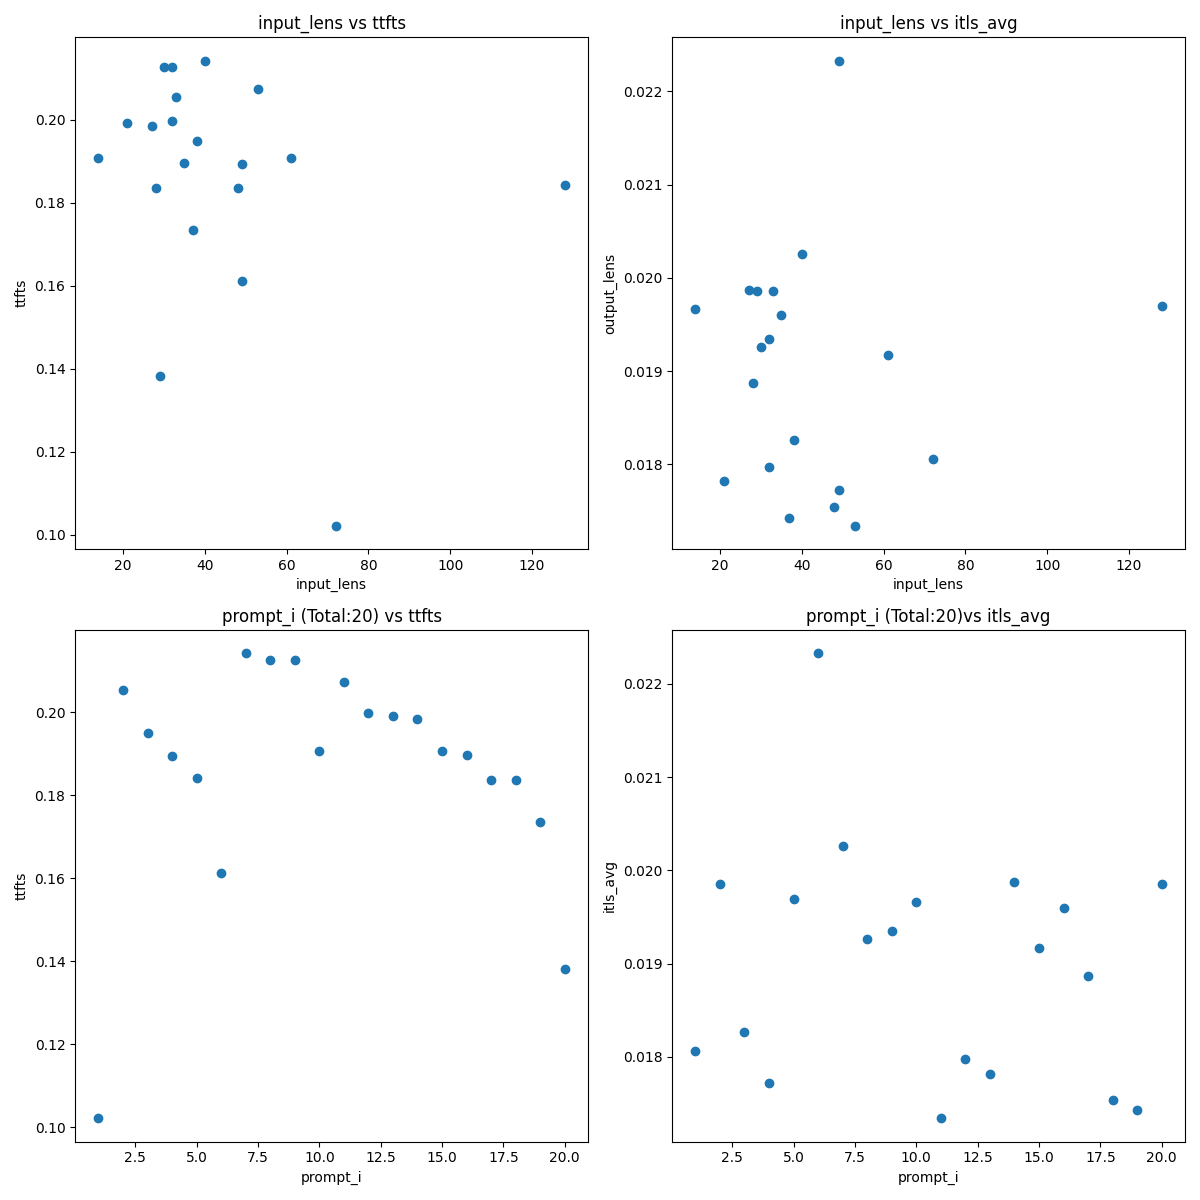 input_lens vs ttfts
ttfts
0.20
0.18
0.16
0.14
0.12
0.10
20 40 60 80 100 120
input_lens
input_lens vs itls_avg
output_lens
0.022
0.021
0.020
0.019
0.018
20 40 60 80 100 120
input_lens
prompt_i (Total:20) vs ttfts
ttfts
0.20
0.18
0.16
0.14
0.12
0.10
2.5 5.0 7.5 10.0 12.5 15.0 17.5 20.0
prompt_i
prompt_i (Total:20)vs itls_avg
itls_avg
0.022
0.021
0.020
0.019
0.018
2.5 5.0 7.5 10.0 12.5 15.0 17.5 20.0
prompt_i